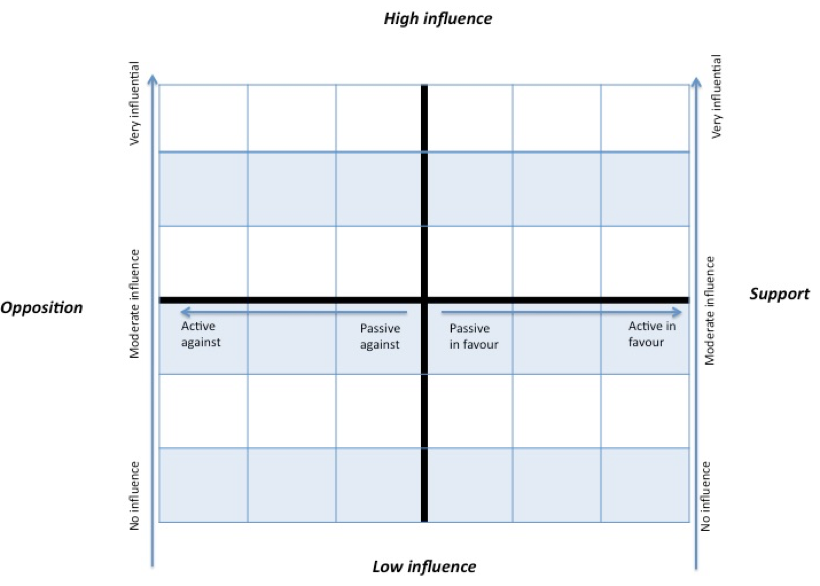 High influence
Very influential
Very influential
Moderate influence
Moderate influence
Opposition
Support
Active
against
Passive
against
Passive
in favour
Active in
favour
No influence
No influence
Low influence